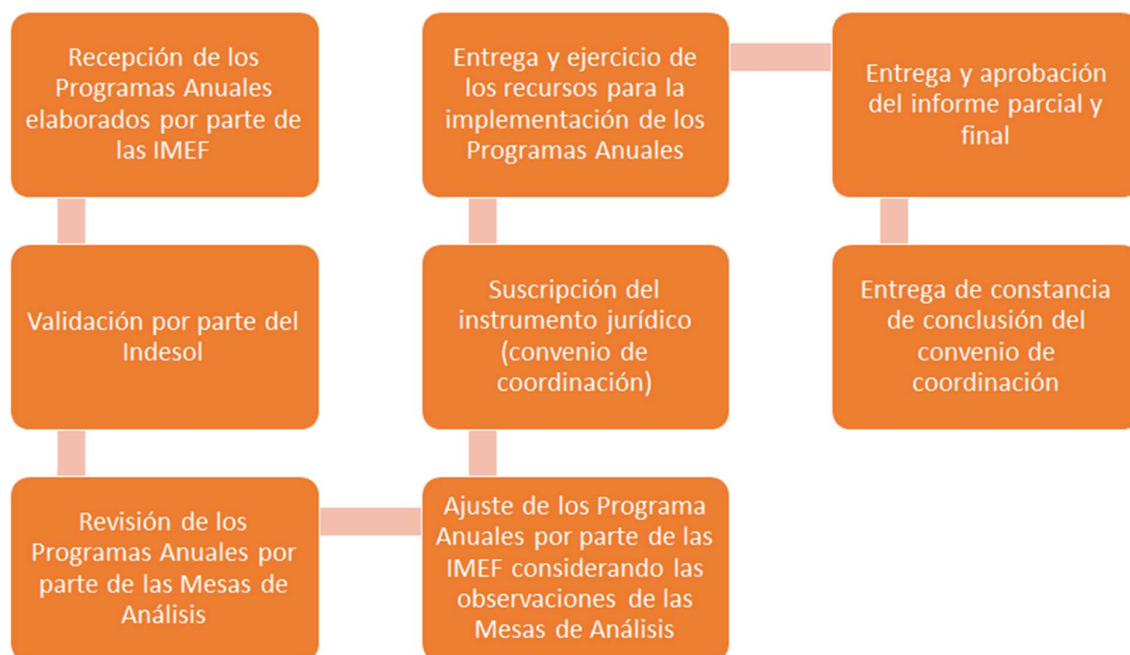 Recepción de los
Programas Anuales
elaborados por parte de
las IMEF
Validación por parte del
Indesol
Revisión de los
Programas Anuales por
parte de las Mesas de
Análisis
Ajuste de los Programa
Anuales por parte de las
IMEF considerando las
observaciones de las
Mesas de Análisis
Suscripción del
instrumento jurídico
(convenio de
coordinación)
Entrega y ejercicio de
los recursos para la
implementación de los
Programas Anuales
Entrega y aprobación
del informe parcial y
final
Entrega de constancia
de conclusión del
convenio de
coordinación